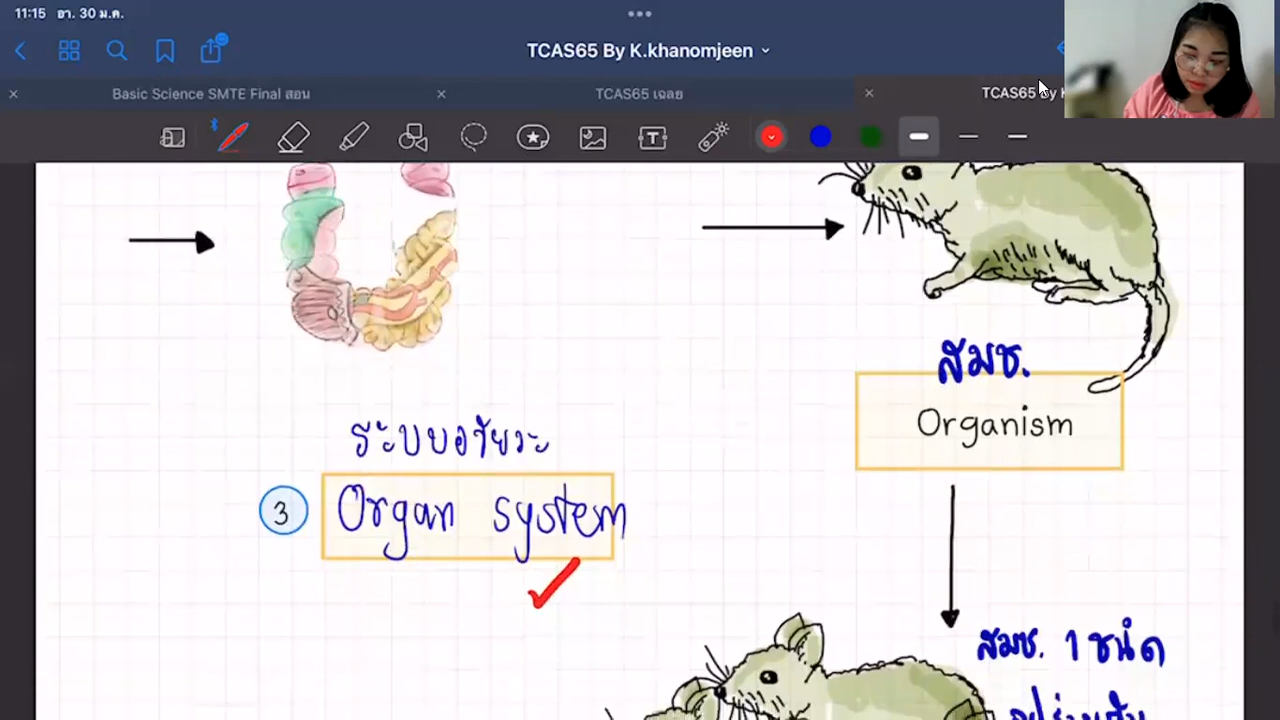 11:15 อา. 30 ม.ค.
TCAS65 By K.khanomjeen
Basic Science SMTE Final สอน
TCAS65 เฉลย
TCAS65 By K
T
สมช.
Organism
ระบบอวัยวะ
3 Organ system
สมช. 1 ชนิด